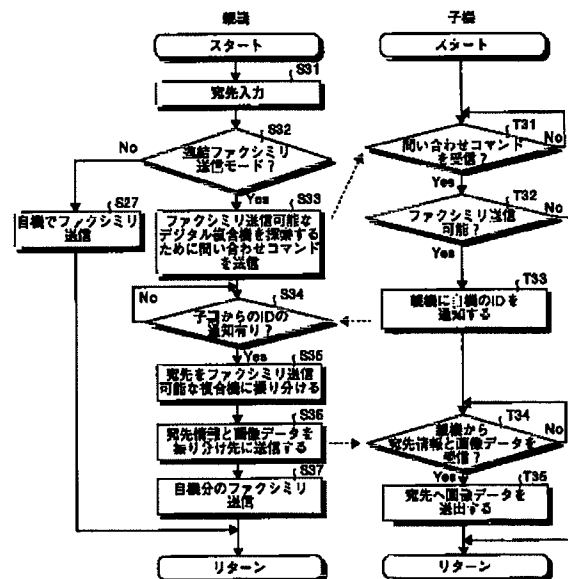 親機
スタート
S31
宛先入力
S32
連結ファクシミリ
送信モード？
No
Yes
S27
自機でファクシミリ
送信
S33
ファクシミリ送信可能な
デジタル複合機を探索する
ために問い合わせコマンド
を送信
No
S34
子コからのIDの
通知有り？
Yes
S35
宛先をファクシミリ送信
可能な複合機に振り分ける
S36
宛先情報と画像データを
振り分け先に送信する
S37
自機分のファクシミリ
送信
リターン
子機
スタート
T31
問い合わせコマンド
を受信？
No
Yes
T32
ファクシミリ送信
可能？
No
Yes
T33
親機に自機のIDを
通知する
T34
親機から
宛先情報と画像データを
受信？
No
Yes
T35
宛先へ画像データを
送出する
リターン